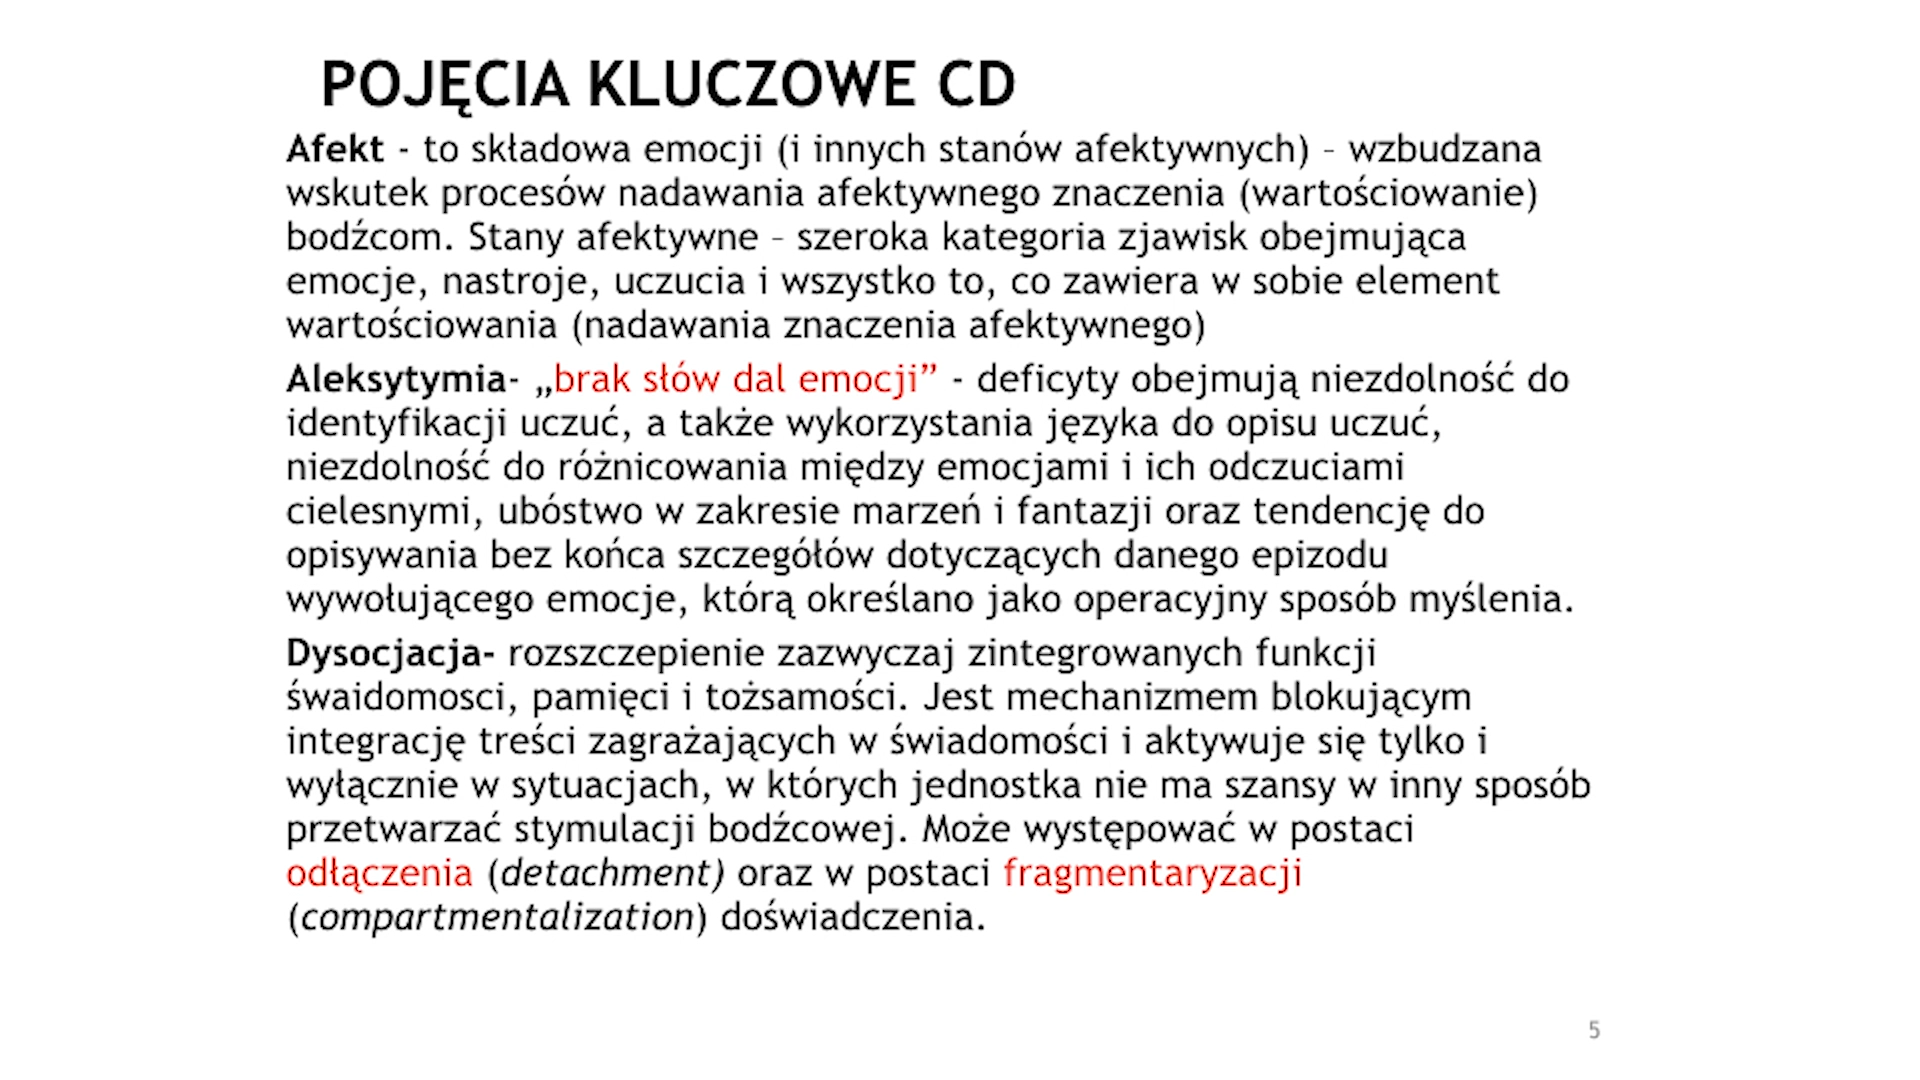 POJĘCIA KLUCZOWE CD
Afekt - to składowa emocji (i innych stanów afektywnych) – wzbudzana
wskutek procesów nadawania afektywnego znaczenia (wartościowanie)
bodźcom. Stany afektywne – szeroka kategoria zjawisk obejmująca
emocje, nastroje, uczucia i wszystko to, co zawiera w sobie element
wartościowania (nadawania znaczenia afektywnego)
Aleksytymia- „brak słów dal emocji” - deficyty obejmują niezdolność do
identyfikacji uczuć, a także wykorzystania języka do opisu uczuć,
niezdolność do różnicowania między emocjami i ich odczuciami
cielesnymi, ubóstwo w zakresie marzeń i fantazji oraz tendencję do
opisywania bez końca szczegółów dotyczących danego epizodu
wywołującego emocje, którą określano jako operacyjny sposób myślenia.
Dysocjacja- rozszczepienie zazwyczaj zintegrowanych funkcji
śwaidomosci, pamięci i tożsamości. Jest mechanizmem blokującym
integrację treści zagrażających w świadomości i aktywuje się tylko i
wyłącznie w sytuacjach, w których jednostka nie ma szansy w inny sposób
przetwarzać stymulacji bodźcowej. Może występować w postaci
odłączenia (detachment) oraz w postaci fragmentaryzacji
(compartmentalization) doświadczenia.
5